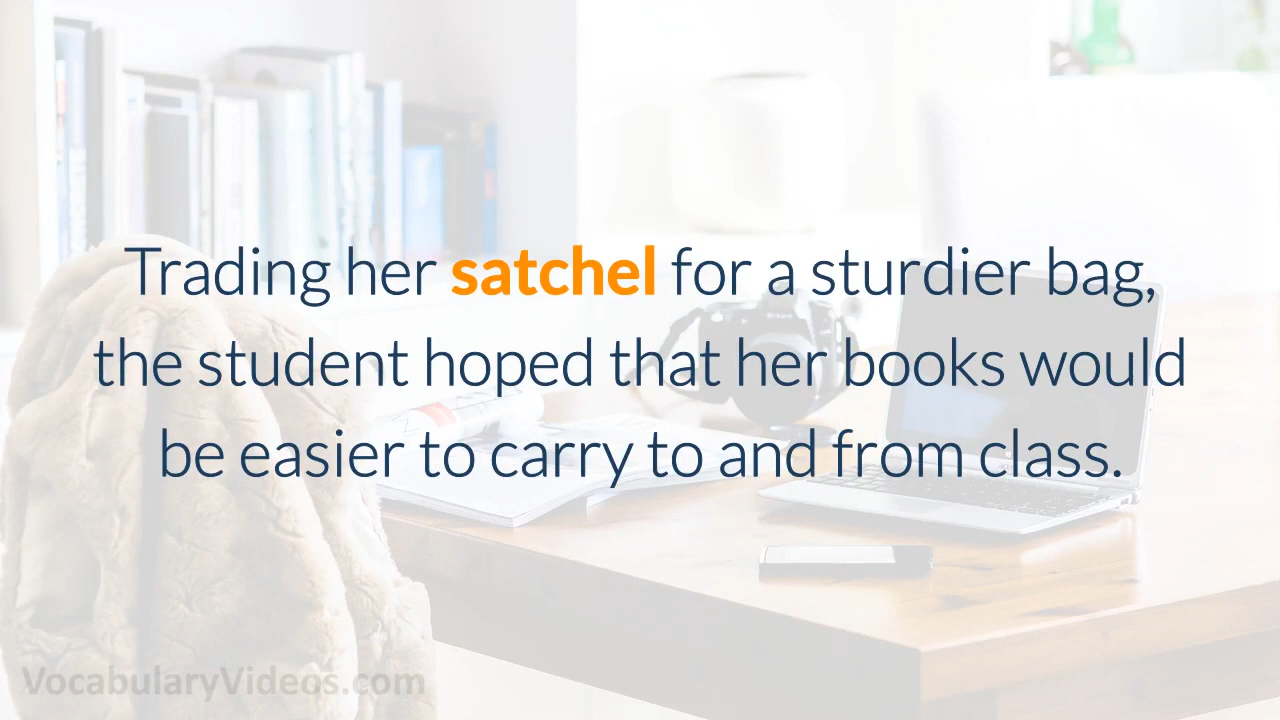 Trading her satchel for a sturdier bag,
the student hoped that her books would
be easier to carry to and from class.
VocabularyVideos.com